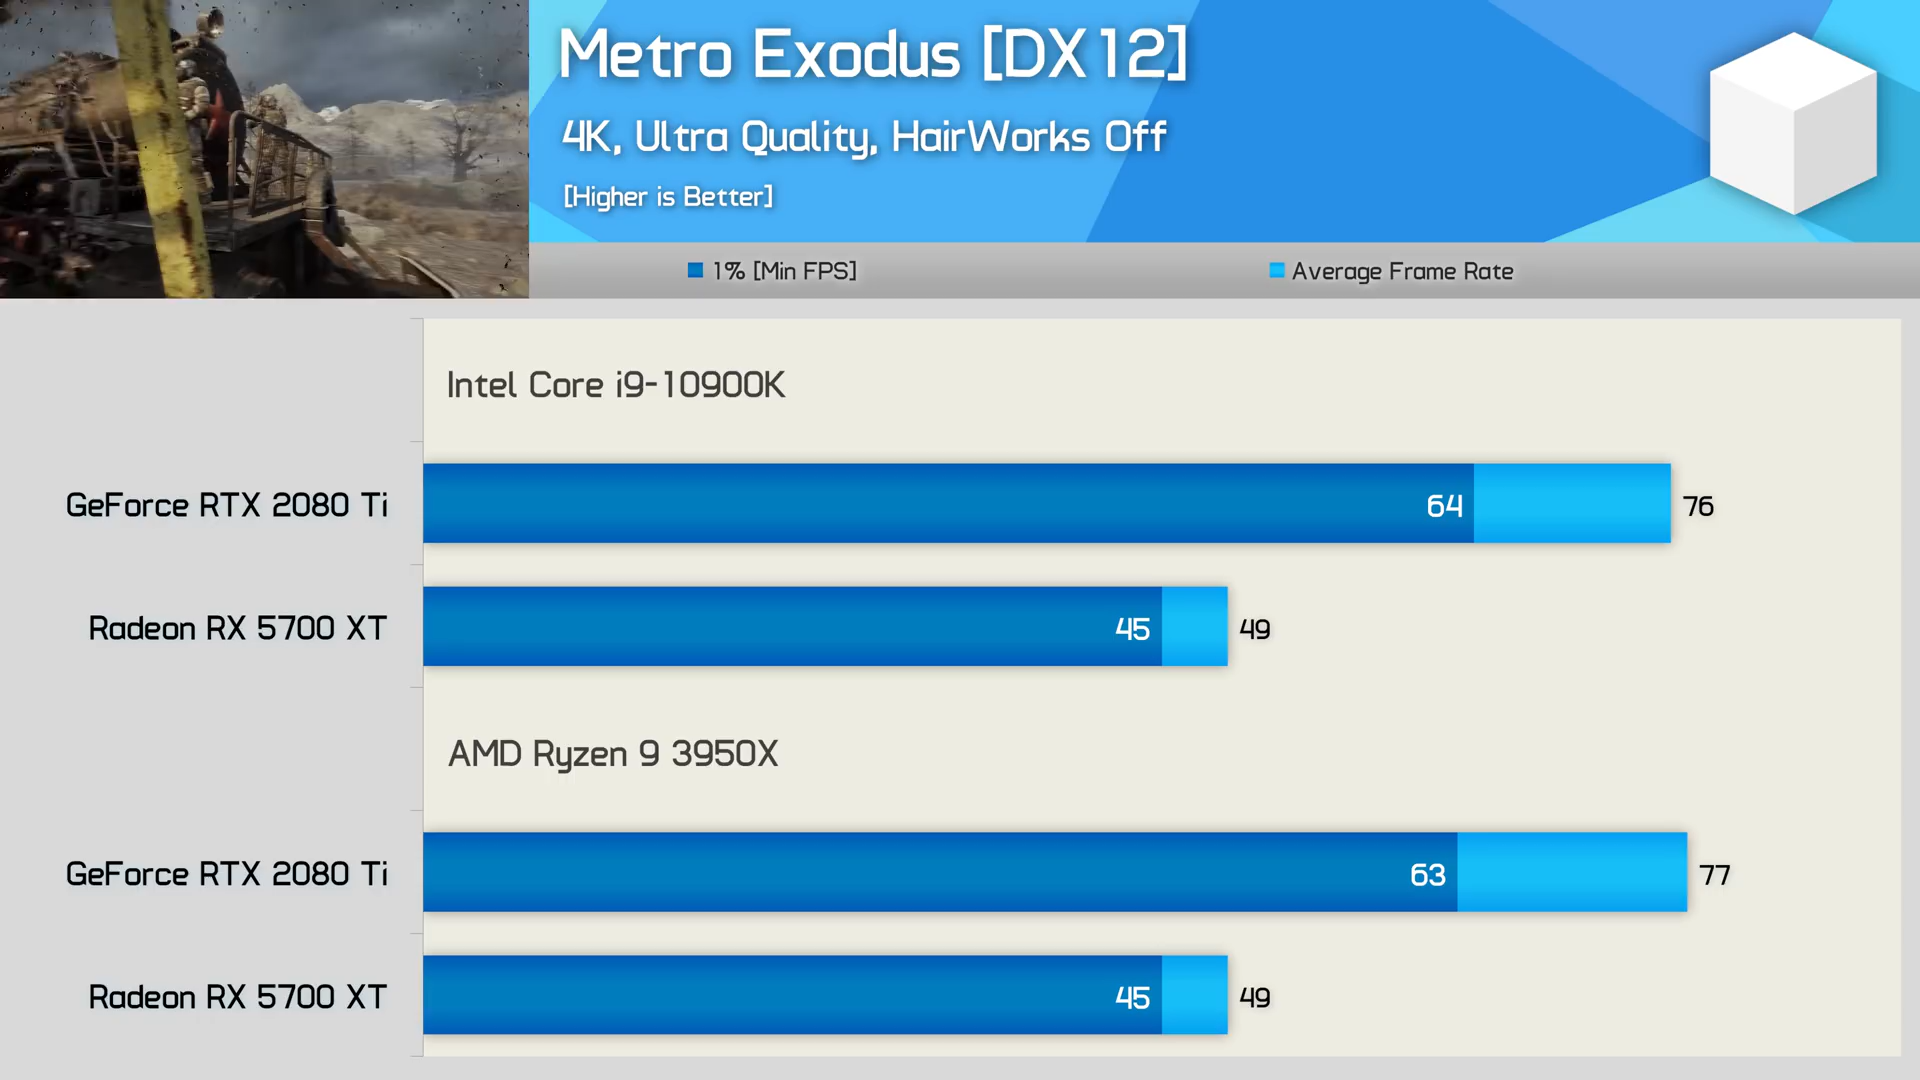 Metro Exodus [DX12]
4K, Ultra Quality, HairWorks Off
[Higher is Better]
1% [Min FPS]
Average Frame Rate
Intel Core i9-10900K
GeForce RTX 2080 Ti 64 76
Radeon RX 5700 XT 45 49
AMD Ryzen 9 3950X
GeForce RTX 2080 Ti 63 77
Radeon RX 5700 XT 45 49